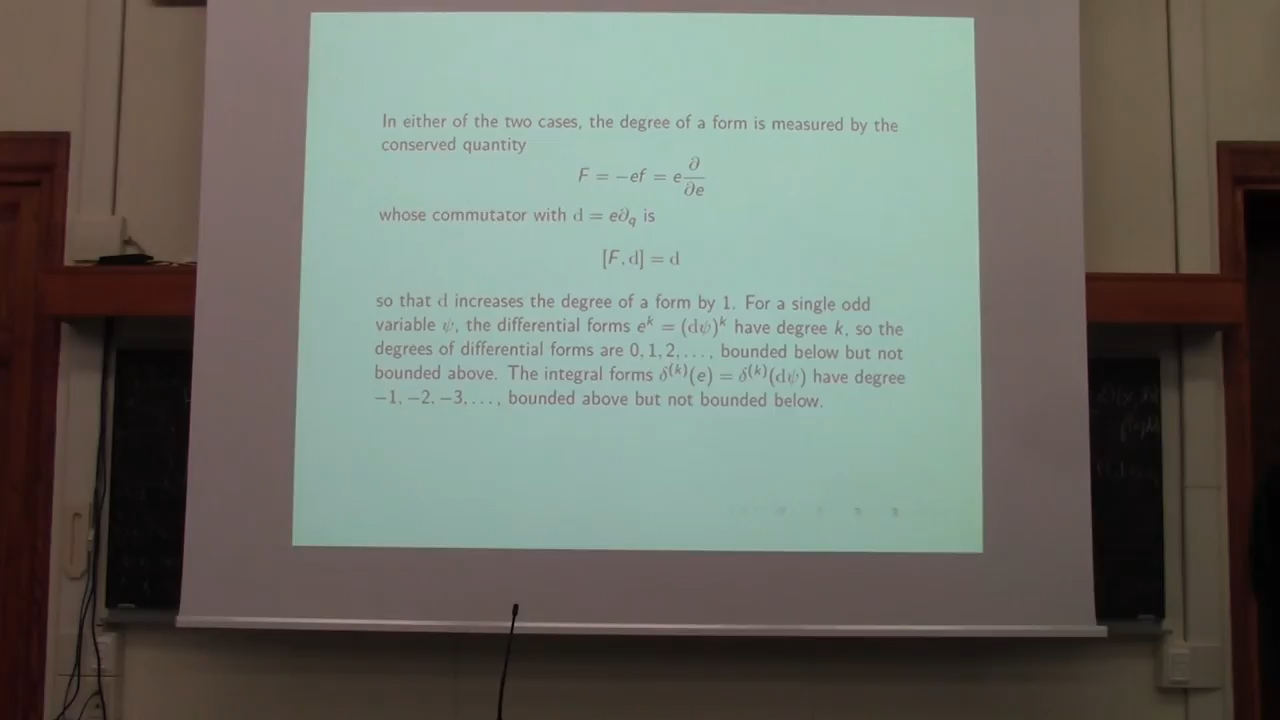 In either of the two cases, the degree of a form is measured by the
conserved quantity
F = −ef = e ∂/∂e
whose commutator with d = e∂_q is
[F, d] = d
so that d increases the degree of a form by 1. For a single odd
variable ψ, the differential forms e^k = (dψ)^k have degree k, so the
degrees of differential forms are 0, 1, 2, . . . , bounded below but not
bounded above. The integral forms δ^(k)(e) = δ^(k)(dψ) have degree
−1, −2, −3, . . . , bounded above but not bounded below.